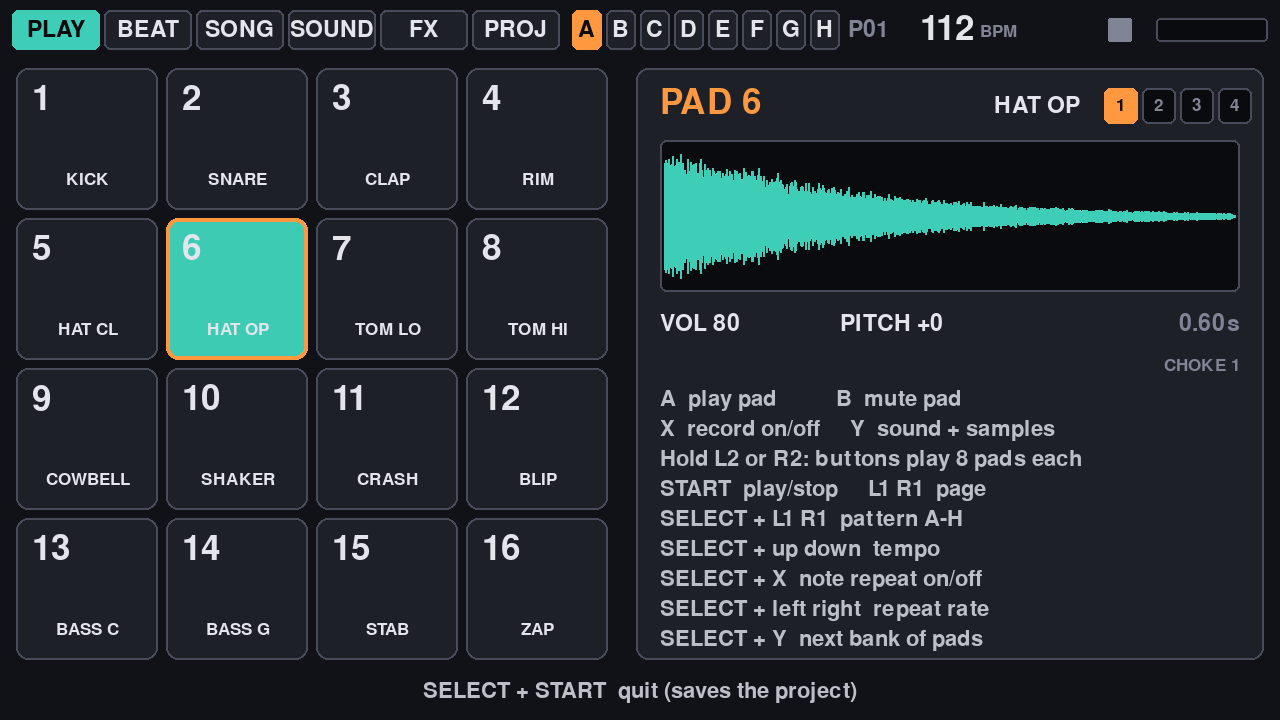 PLAY BEAT SONG SOUND FX PROJ A B C D E F G H P01 112 BPM
1 2 3 4
KICK SNARE CLAP RIM
5 6 7 8
HAT CL HAT OP TOM LO TOM HI
9 10 11 12
COWBELL SHAKER CRASH BLIP
13 14 15 16
BASS C BASS G STAB ZAP
PAD 6 HAT OP 1 2 3 4
VOL 80 PITCH +0 0.60s
CHOKE 1
A play pad B mute pad
X record on/off Y sound + samples
Hold L2 or R2: buttons play 8 pads each
START play/stop L1 R1 page
SELECT + L1 R1 pattern A-H
SELECT + up down tempo
SELECT + X note repeat on/off
SELECT + left right repeat rate
SELECT + Y next bank of pads
SELECT + START quit (saves the project)